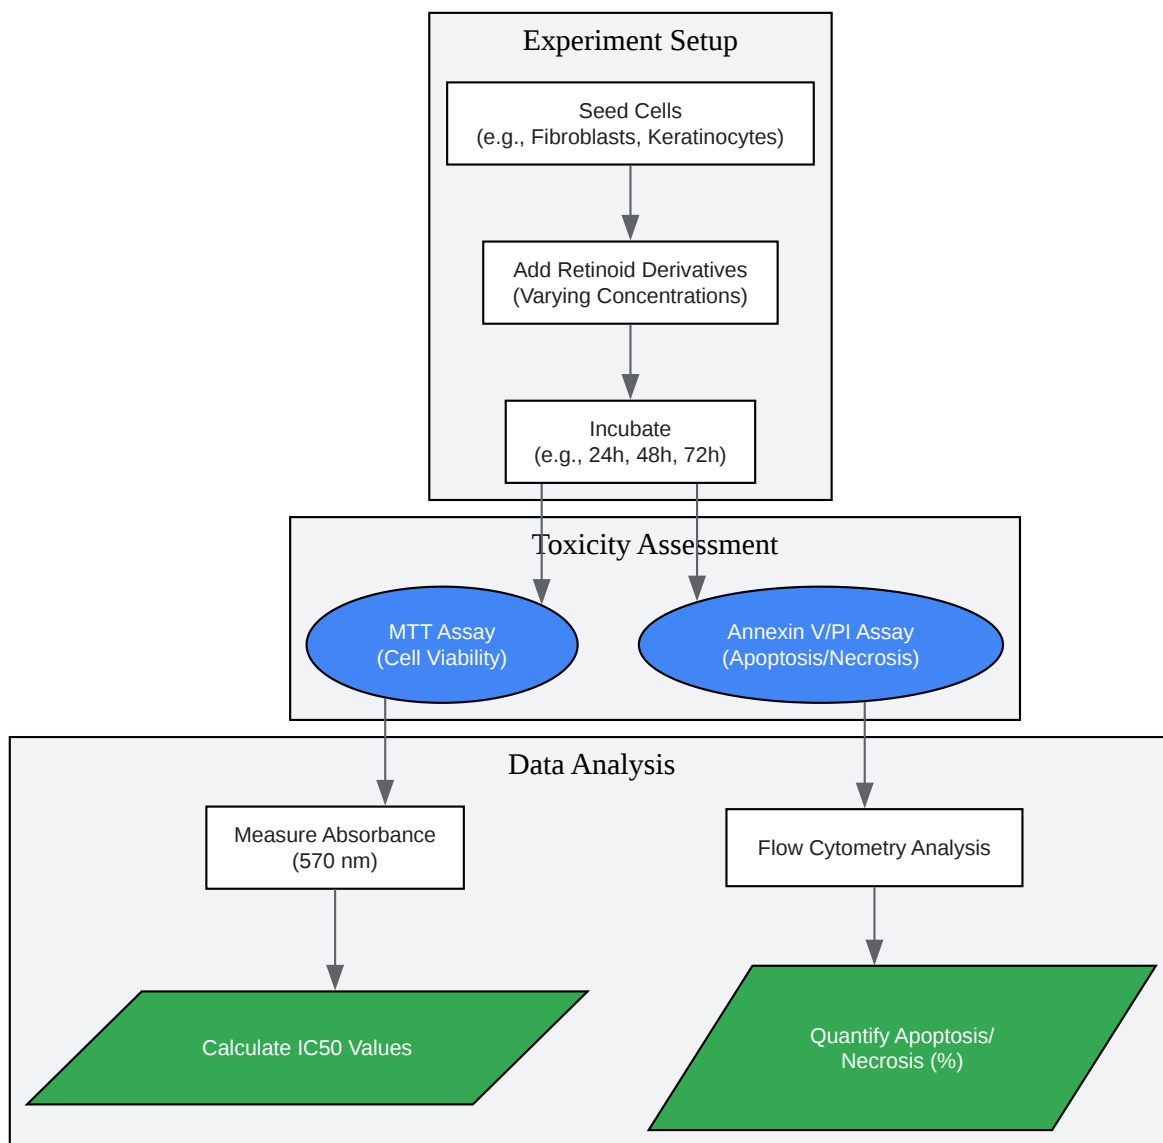 Experiment Setup
Seed Cells
(e.g., Fibroblasts, Keratinocytes)
Add Retinoid Derivatives
(Varying Concentrations)
Incubate
(e.g., 24h, 48h, 72h)
Toxicity Assessment
MTT Assay
(Cell Viability)
Annexin V/PI Assay
(Apoptosis/Necrosis)
Data Analysis
Measure Absorbance
(570 nm)
Flow Cytometry Analysis
Calculate IC50 Values
Quantify Apoptosis/
Necrosis (%)